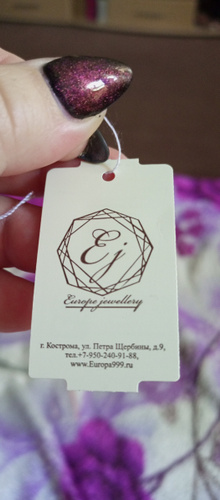 Ej
Europe jewellery
г. Кострома, ул. Петра Щербины, д.9,
тел.+7-950-240-91-88,
www.Europa999.ru